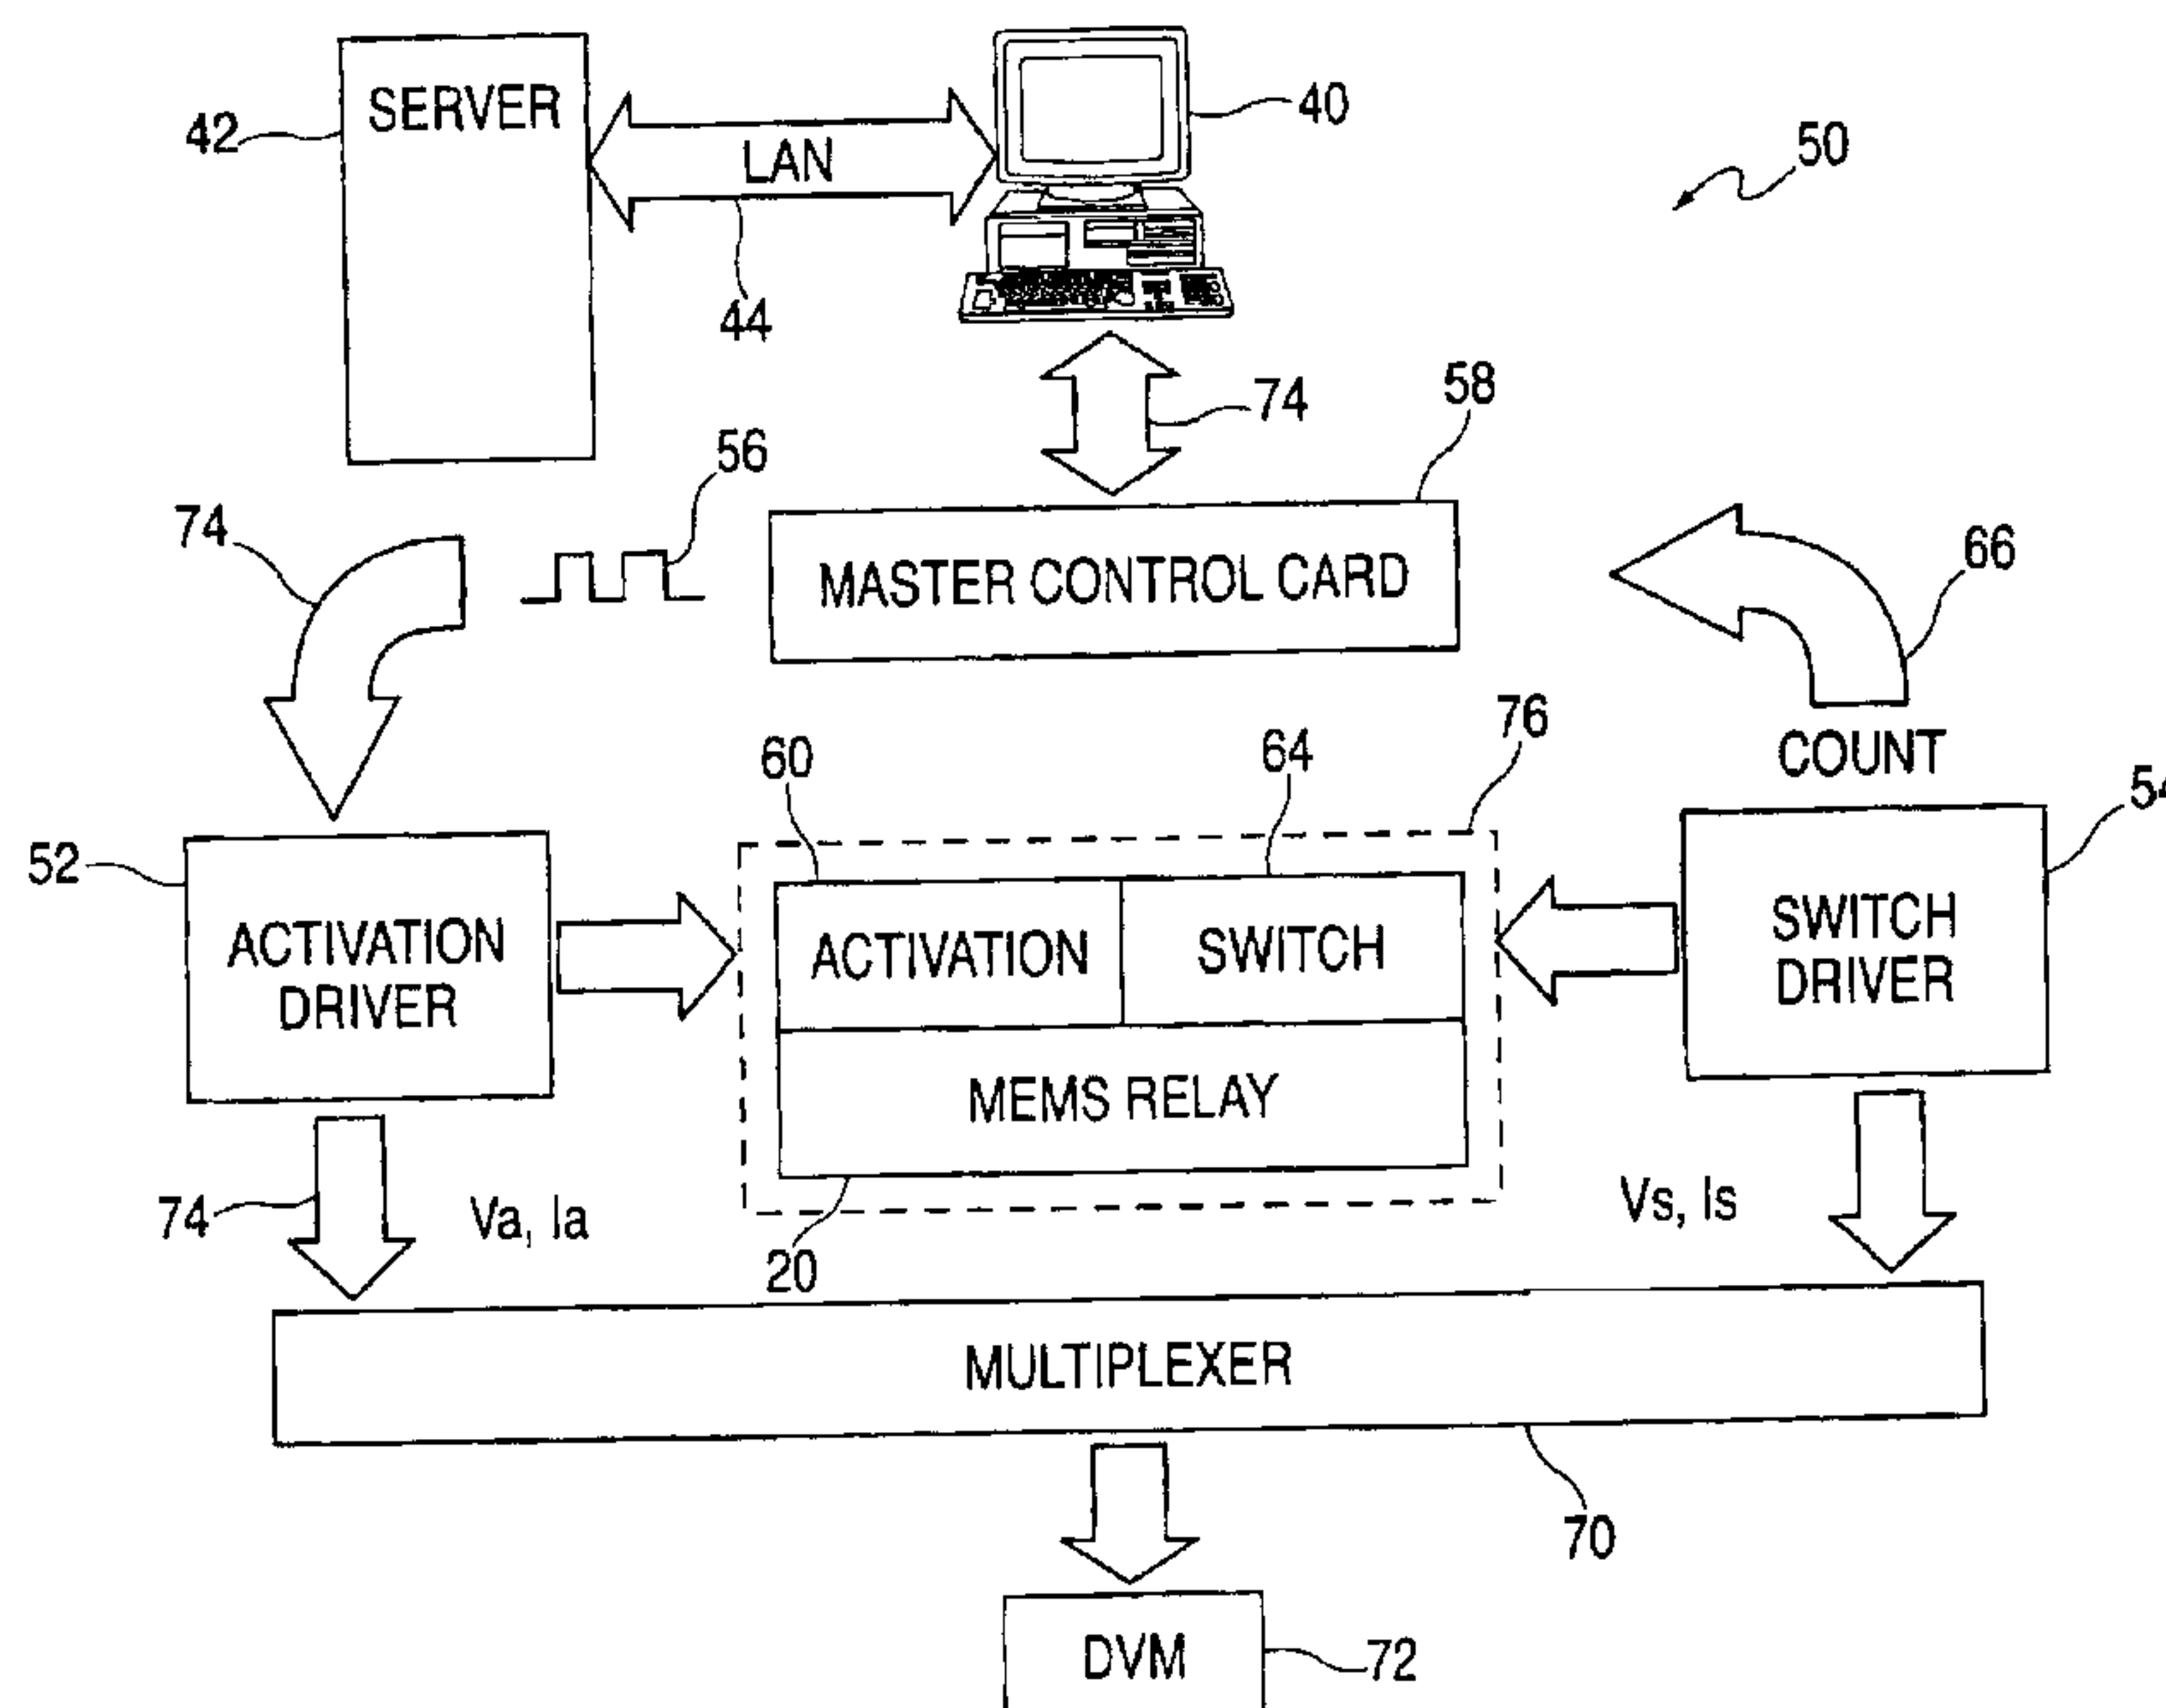 SERVER
42
LAN
44
40
50
74
58
56
74
MASTER CONTROL CARD
66
COUNT
76
60
64
54
52
ACTIVATION
DRIVER
ACTIVATION
SWITCH
SWITCH
DRIVER
MEMS RELAY
74
Va, Ia
20
Vs, Is
MULTIPLEXER
70
DVM
72